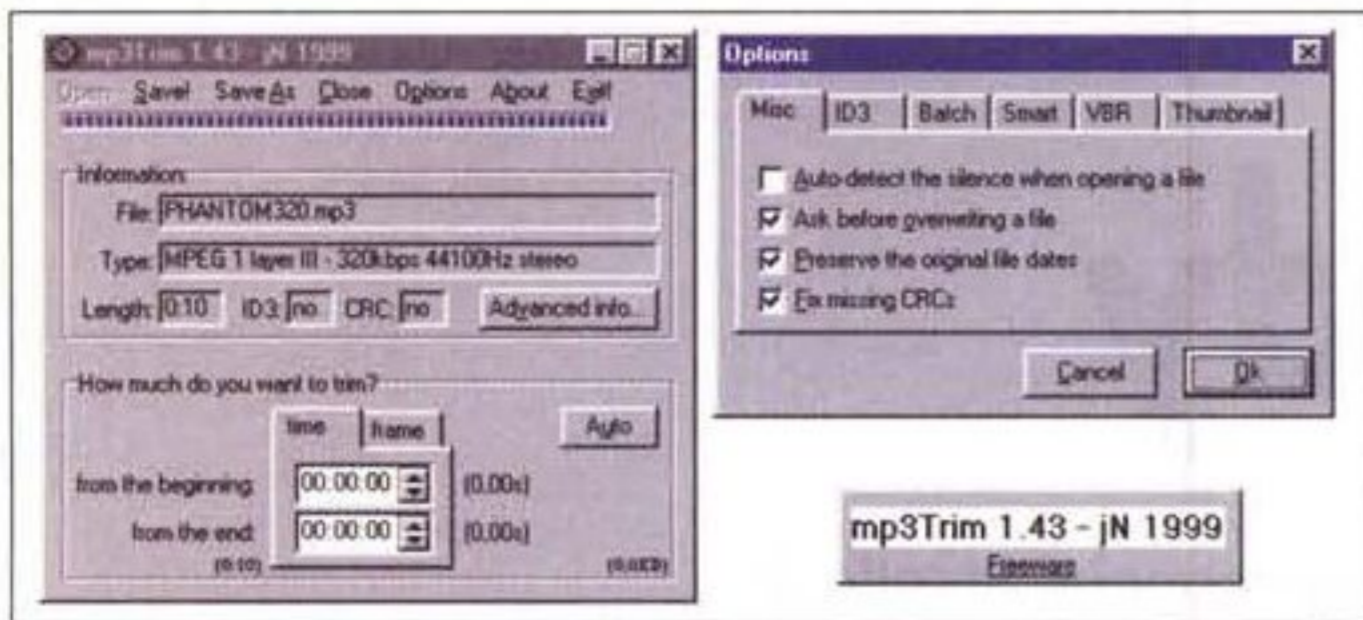 mp3Trim 1.43 - jN 1999
Open Save! Save As Close Options About Exit!
Information
File: PHANTOM320.mp3
Type: MPEG 1 layer III - 320kbps 44100Hz stereo
Length: 0:10 ID3: no CRC: no Advanced info...
How much do you want to trim?
time frame Auto
from the beginning: 00:00:00 (0.00s)
from the end: 00:00:00 (0.00s)
(0:10) (0.0KB)
Options
Misc ID3 Batch Smart VBR Thumbnail
Auto-detect the silence when opening a file
Ask before overwriting a file
Preserve the original file dates
Fix missing CRCs
Cancel Ok
mp3Trim 1.43 - jN 1999
Freeware